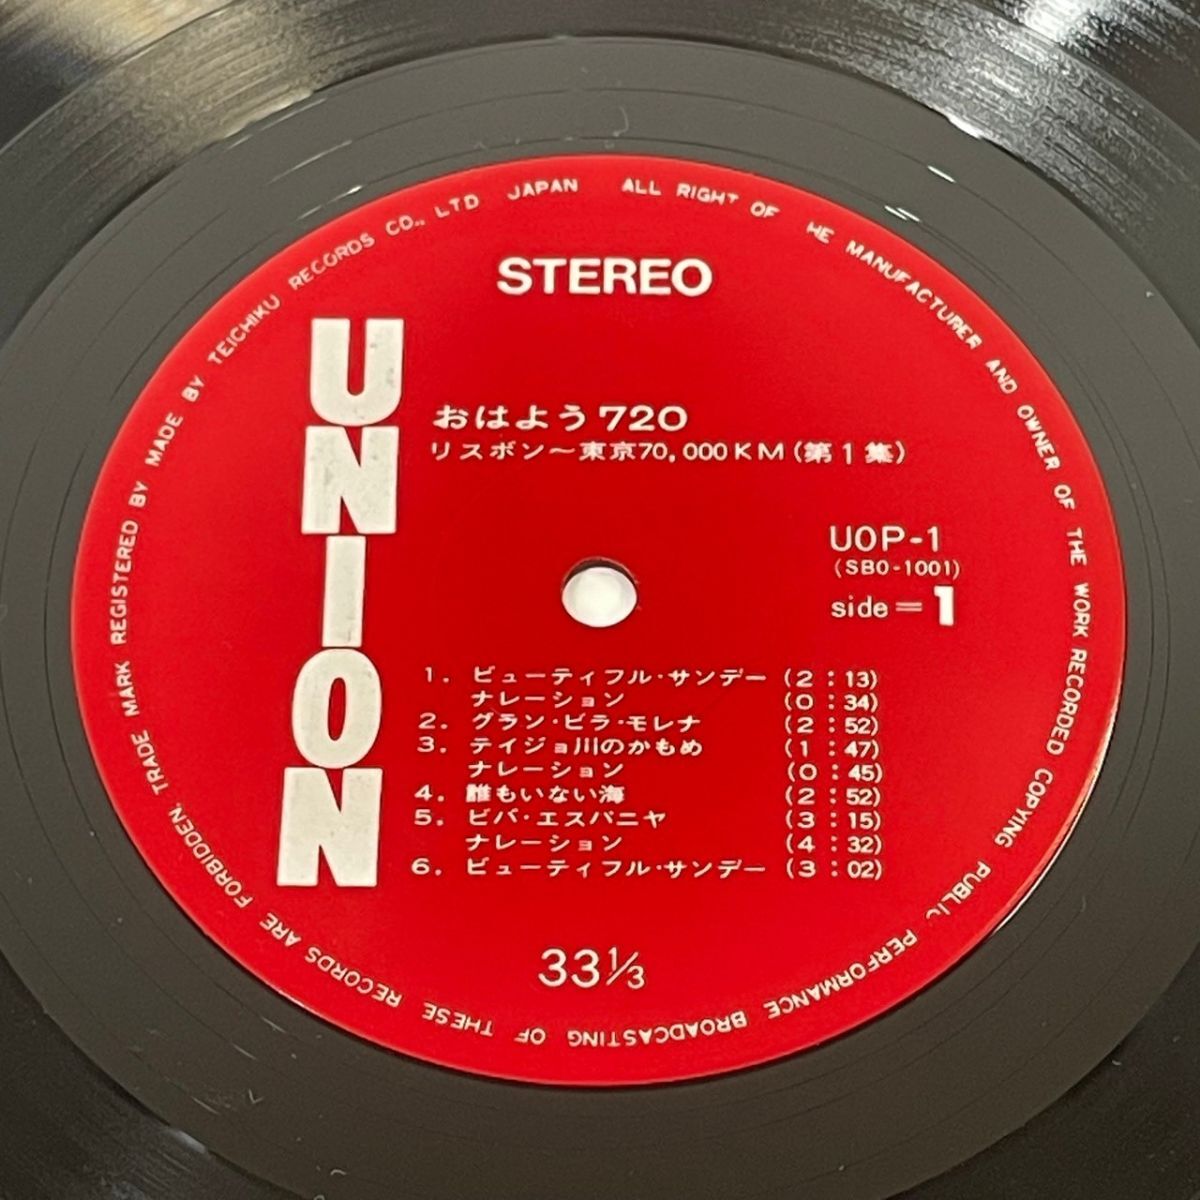 STEREO
UNION
おはよう720
リスボン～東京70,000KM(第1集)
UOP-1
(SBO-1001)
side=1
1. ビューティフル・サンデー (2:13)
ナレーション (0:34)
2. グラン・ビラ・モレナ (2:52)
3. テイジョ川のかもめ (1:47)
ナレーション (0:45)
4. 誰もいない海 (2:52)
5. ビバ・エスパニヤ (3:15)
ナレーション (4:32)
6. ビューティフル・サンデー (3:02)
33⅓
TRADE MARK REGISTERED BY MADE BY TEICHIKU RECORDS CO., LTD JAPAN ALL RIGHT OF HE MANUFACTURER AND OWNER OF THE WORK RECORDED COPYING PUBLIC PERFORMANCE BROADCASTING OF THESE RECORDS ARE FORBIDDEN,